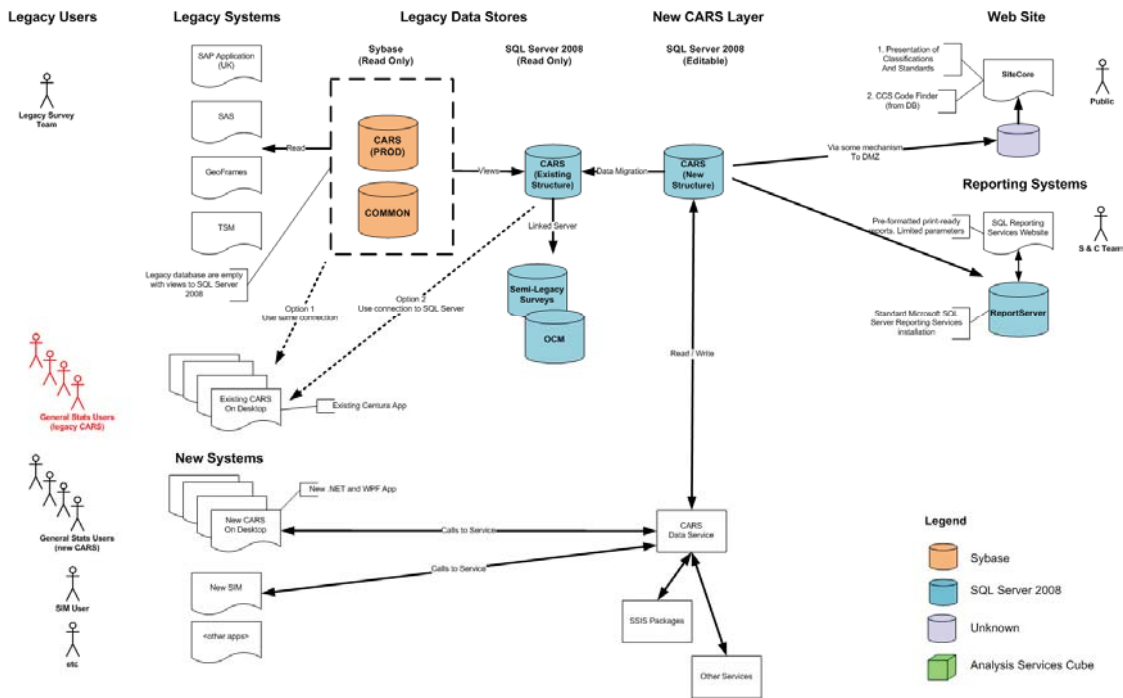 Legacy Users
Legacy Systems
Legacy Data Stores
New CARS Layer
Web Site
Sybase
(Read Only)
SQL Server 2008
(Read Only)
SQL Server 2008
(Editable)
Legacy Survey
Team
SAP Application
(UK)
SAS
GeoFrames
TSM
Read
CARS
(PROD)
COMMON
Views
CARS
(Existing
Structure)
Data Migration
CARS
(New
Structure)
1. Presentation of
Classifications
And Standards
2. CCS Code Finder
(from DB)
SiteCore
Public
Via some mechanism
To DMZ
Reporting Systems
Pre-formatted print-ready
reports. Limited parameters
SQL Reporting
Services Website
S & C Team
Standard Microsoft SQL
Server Reporting Services
installation
ReportServer
Linked Server
Semi-Legacy
Surveys
OCM
Legacy database are empty
with views to SQL Server
2008
Option 1
Use same connection
Option 2
Use connection to SQL Server
Read / Write
General Stats Users
(legacy CARS)
Existing CARS
On Desktop
Existing Centura App
New Systems
New .NET and WPF App
New CARS
On Desktop
General Stats Users
(new CARS)
Calls to Service
CARS
Data Service
Calls to Service
SIM User
New SIM
etc
<other apps>
SSIS Packages
Other Services
Legend
Sybase
SQL Server 2008
Unknown
Analysis Services Cube